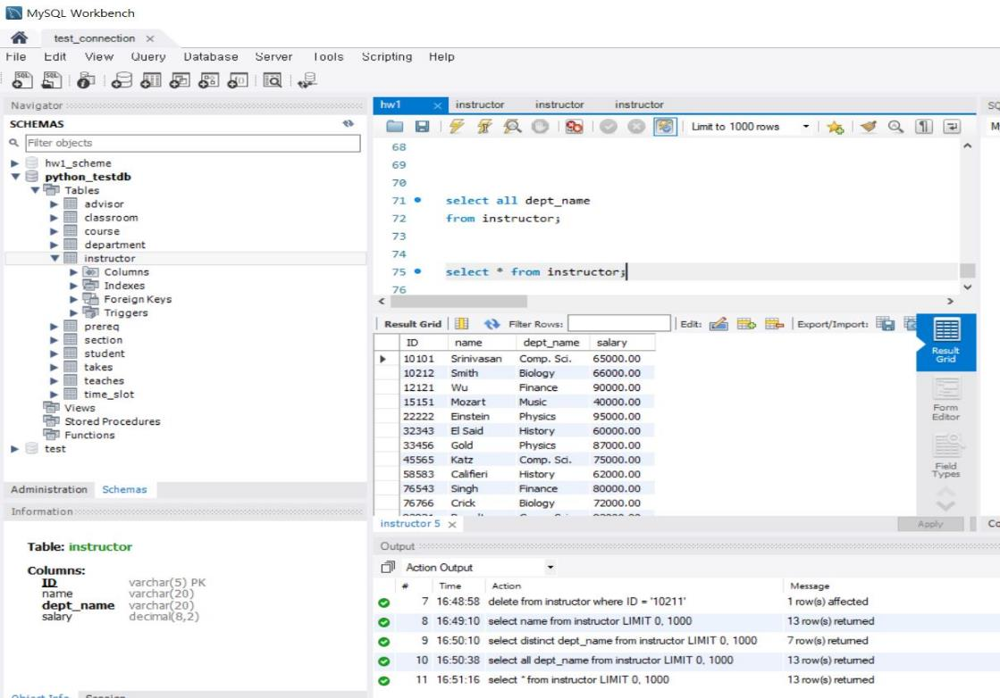 MySQL Workbench
test_connection ×
File Edit View Query Database Server Tools Scripting Help
Navigator
SCHEMAS
Filter objects
hw1_scheme
python_testdb
Tables
advisor
classroom
course
department
instructor
Columns
Indexes
Foreign Keys
Triggers
prereq
section
student
takes
teaches
time_slot
Views
Stored Procedures
Functions
test
Administration Schemas
Information
Table: instructor
Columns:
ID varchar(5) PK
name varchar(20)
dept_name varchar(20)
salary decimal(8,2)
Object Info Session
hw1 × instructor instructor instructor
Limit to 1000 rows
68
69
70
71 select all dept_name
72 from instructor;
73
74
75 select * from instructor;
76
Result Grid Filter Rows: Edit: Export/Import:
ID name dept_name salary
10101 Srinivasan Comp. Sci. 65000.00
10212 Smith Biology 66000.00
12121 Wu Finance 90000.00
15151 Mozart Music 40000.00
22222 Einstein Physics 95000.00
32343 El Said History 60000.00
33456 Gold Physics 87000.00
45565 Katz Comp. Sci. 75000.00
58583 Califieri History 62000.00
76543 Singh Finance 80000.00
76766 Crick Biology 72000.00
Result
Grid
Form
Editor
Field
Types
instructor 5 × Apply
Output
Action Output
# Time Action Message
7 16:48:58 delete from instructor where ID = '10211' 1 row(s) affected
8 16:49:10 select name from instructor LIMIT 0, 1000 13 row(s) returned
9 16:50:10 select distinct dept_name from instructor LIMIT 0, 1000 7 row(s) returned
10 16:50:38 select all dept_name from instructor LIMIT 0, 1000 13 row(s) returned
11 16:51:16 select * from instructor LIMIT 0, 1000 13 row(s) returned